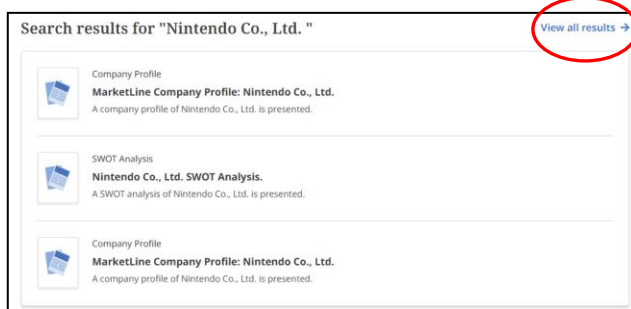 Search results for "Nintendo Co., Ltd. "
View all results →
Company Profile
MarketLine Company Profile: Nintendo Co., Ltd.
A company profile of Nintendo Co., Ltd. is presented.
SWOT Analysis
Nintendo Co., Ltd. SWOT Analysis.
A SWOT analysis of Nintendo Co., Ltd. is presented.
Company Profile
MarketLine Company Profile: Nintendo Co., Ltd.
A company profile of Nintendo Co., Ltd. is presented.